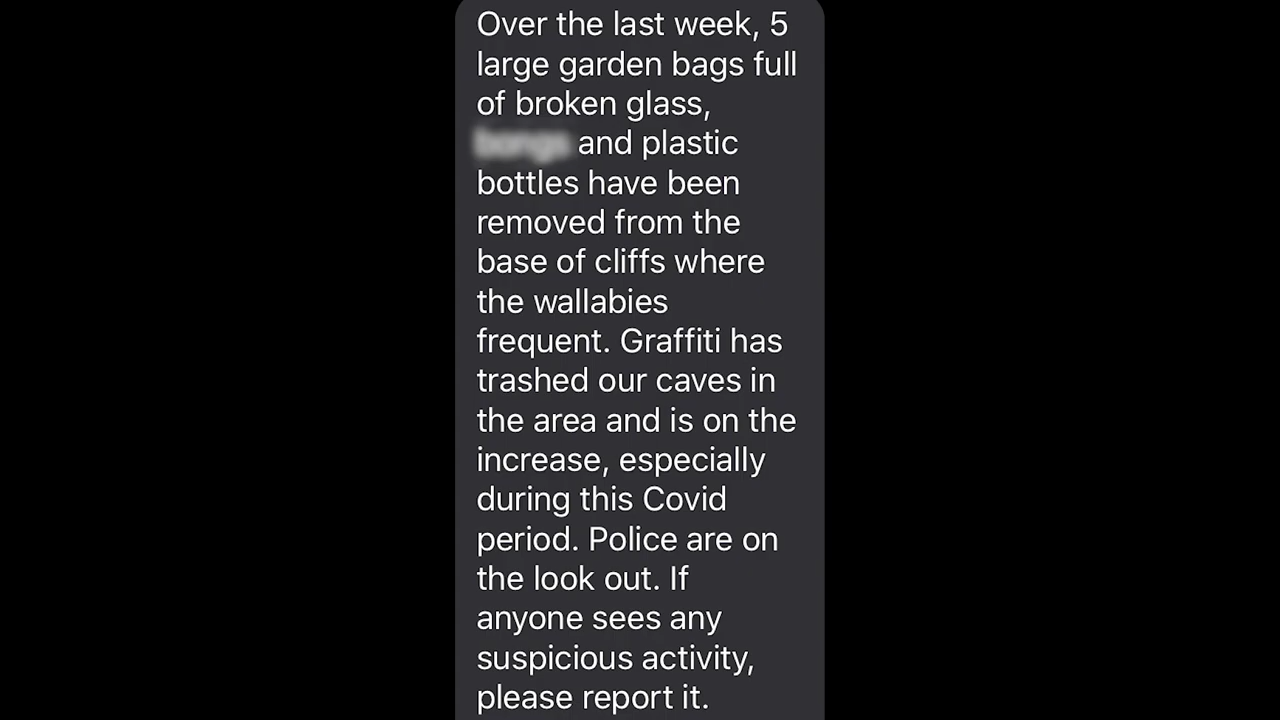 Over the last week, 5
large garden bags full
of broken glass,
and plastic
bottles have been
removed from the
base of cliffs where
the wallabies
frequent. Graffiti has
trashed our caves in
the area and is on the
increase, especially
during this Covid
period. Police are on
the look out. If
anyone sees any
suspicious activity,
please report it.